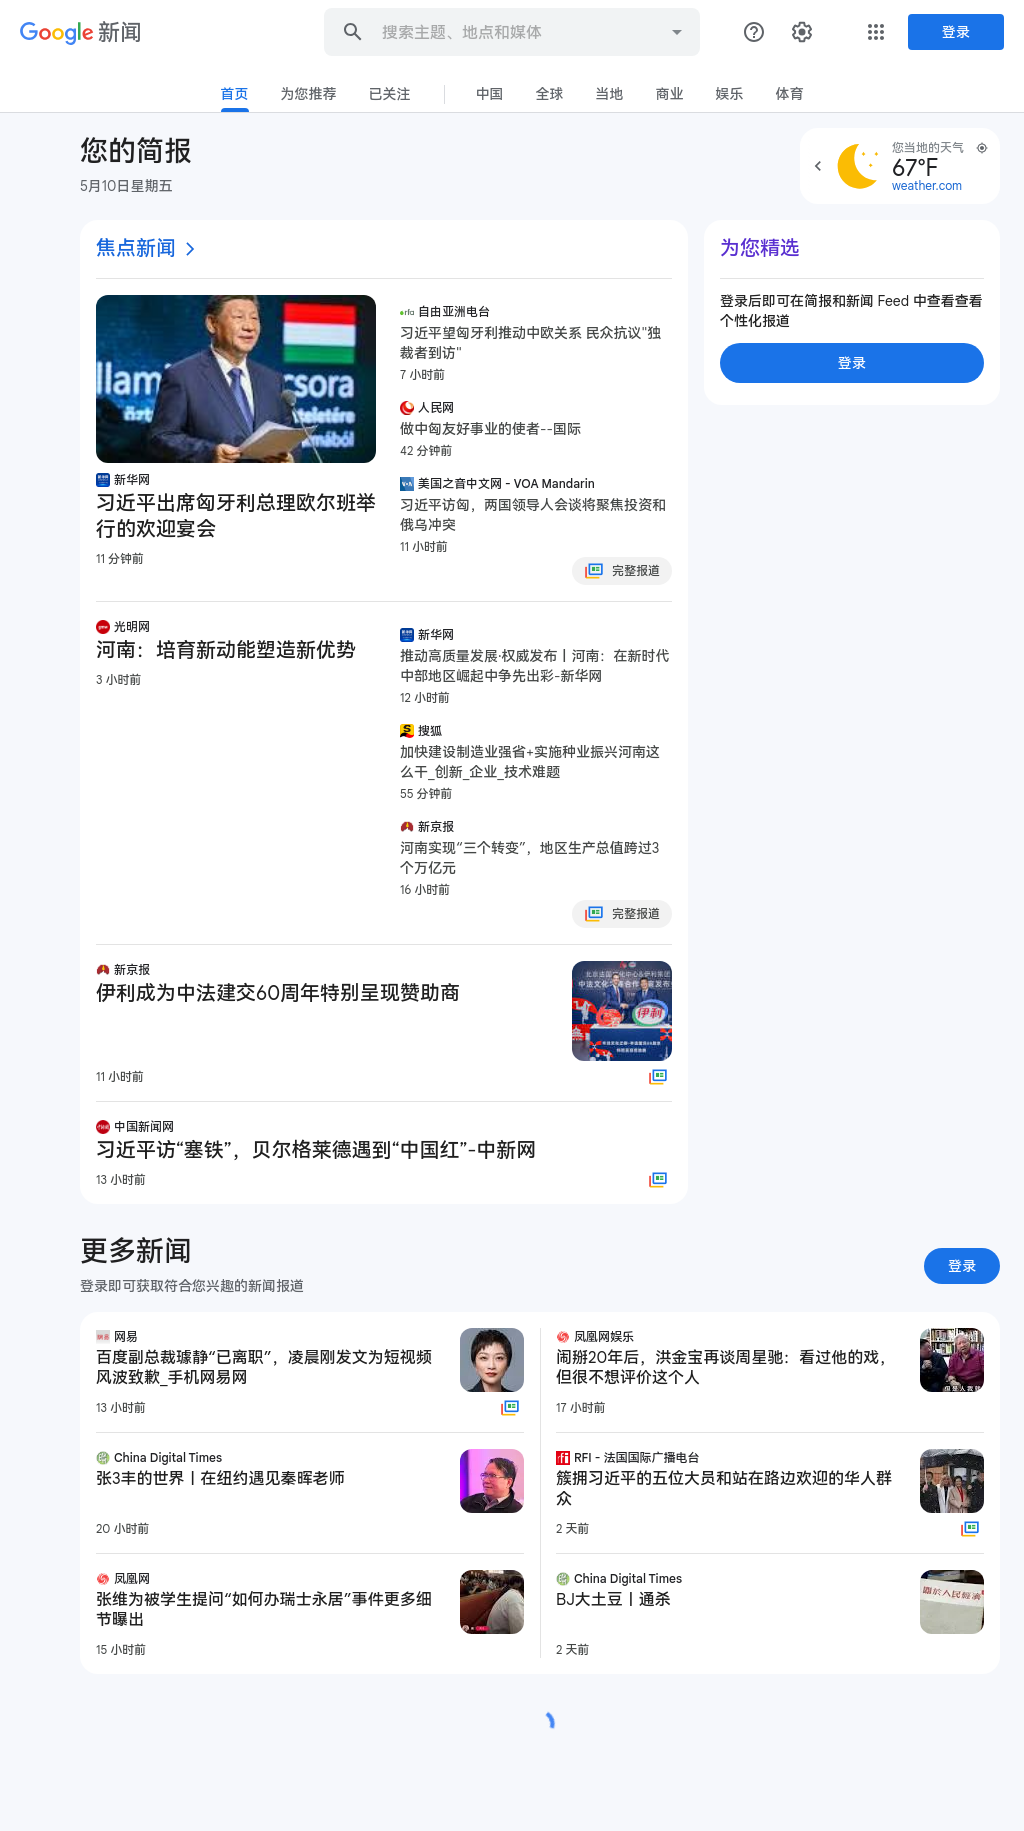 Google 新闻
搜索主题、地点和媒体
登录
首页
为您推荐
已关注
中国
全球
当地
商业
娱乐
体育
您的简报
5月10日星期五
您当地的天气
67°F
weather.com
焦点新闻
新华网
习近平出席匈牙利总理欧尔班举
行的欢迎宴会
11 分钟前
自由亚洲电台
习近平望匈牙利推动中欧关系 民众抗议"独
裁者到访"
7 小时前
人民网
做中匈友好事业的使者--国际
42 分钟前
美国之音中文网 - VOA Mandarin
习近平访匈，两国领导人会谈将聚焦投资和
俄乌冲突
11 小时前
完整报道
光明网
河南：培育新动能塑造新优势
3 小时前
新华网
推动高质量发展·权威发布丨河南：在新时代
中部地区崛起中争先出彩-新华网
12 小时前
搜狐
加快建设制造业强省+实施种业振兴河南这
么干_创新_企业_技术难题
55 分钟前
新京报
河南实现“三个转变”，地区生产总值跨过3
个万亿元
16 小时前
完整报道
新京报
伊利成为中法建交60周年特别呈现赞助商
11 小时前
中国新闻网
习近平访“塞铁”，贝尔格莱德遇到“中国红”-中新网
13 小时前
为您精选
登录后即可在简报和新闻 Feed 中查看查看
个性化报道
登录
更多新闻
登录即可获取符合您兴趣的新闻报道
登录
网易
百度副总裁璩静“已离职”，凌晨刚发文为短视频
风波致歉_手机网易网
13 小时前
凤凰网娱乐
闹掰20年后，洪金宝再谈周星驰：看过他的戏，
但很不想评价这个人
17 小时前
China Digital Times
张3丰的世界丨在纽约遇见秦晖老师
20 小时前
RFI - 法国国际广播电台
簇拥习近平的五位大员和站在路边欢迎的华人群
众
2 天前
凤凰网
张维为被学生提问“如何办瑞士永居”事件更多细
节曝出
15 小时前
China Digital Times
BJ大土豆丨通杀
2 天前